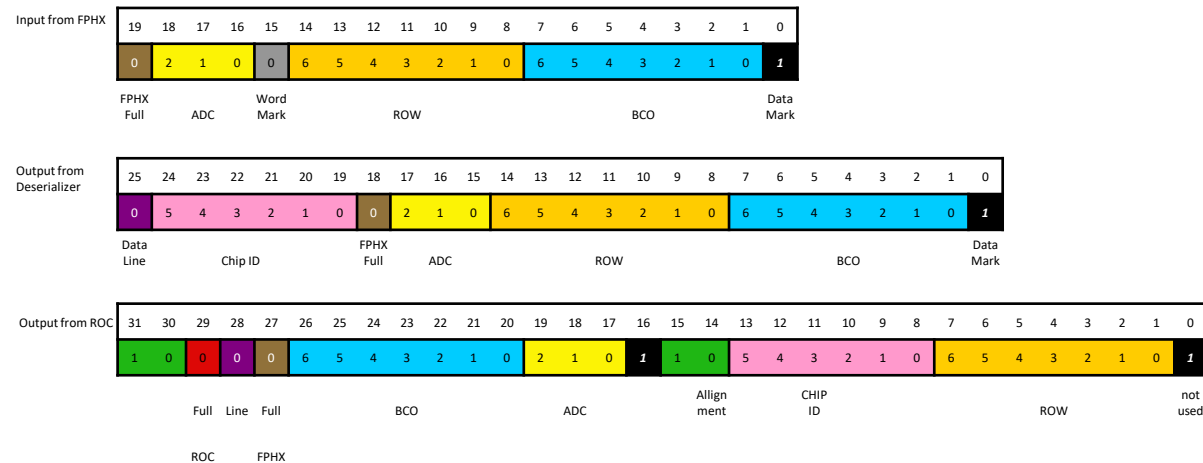 Input from FPHX
19 18 17 16 15 14 13 12 11 10 9 8 7 6 5 4 3 2 1 0
0 2 1 0 0 6 5 4 3 2 1 0 6 5 4 3 2 1 0 1
FPHX Full
ADC
Word Mark
ROW
BCO
Data Mark
Output from
Deserializer
25 24 23 22 21 20 19 18 17 16 15 14 13 12 11 10 9 8 7 6 5 4 3 2 1 0
0 5 4 3 2 1 0 0 2 1 0 6 5 4 3 2 1 0 6 5 4 3 2 1 0 1
Data Line
Chip ID
FPHX Full
ADC
ROW
BCO
Data Mark
Output from ROC
31 30 29 28 27 26 25 24 23 22 21 20 19 18 17 16 15 14 13 12 11 10 9 8 7 6 5 4 3 2 1 0
1 0 0 0 0 6 5 4 3 2 1 0 2 1 0 1 1 0 5 4 3 2 1 0 6 5 4 3 2 1 0 1
Full Line Full
BCO
ADC
Allign
ment
CHIP
ID
ROW
not
used
ROC FPHX